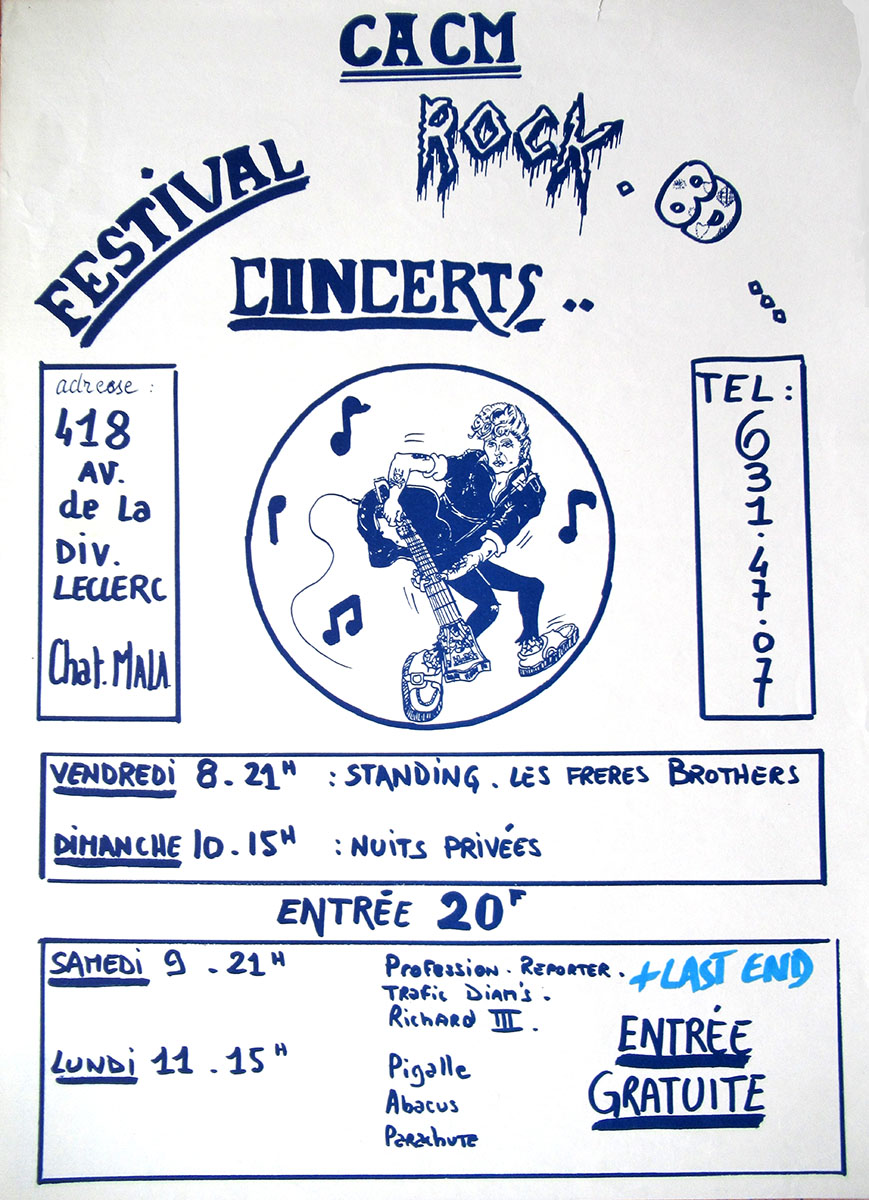 CACM
FESTIVAL
ROCK. BD ...
CONCERTS..
adresse :
418
AV.
de La
DIV.
LECLERC
Chat. MALA
TEL :
631.47.07
VENDREDI 8.21H : STANDING. LES FRERES BROTHERS
DIMANCHE 10.15H : NUITS PRIVÉES
ENTRÉE 20F
SAMEDI 9.21H Profession. REPORTER. + LAST END
Trafic Diam's.
Richard III.
ENTRÉE
GRATUITE
LUNDI 11.15H Pigalle
Abacus
Parachute